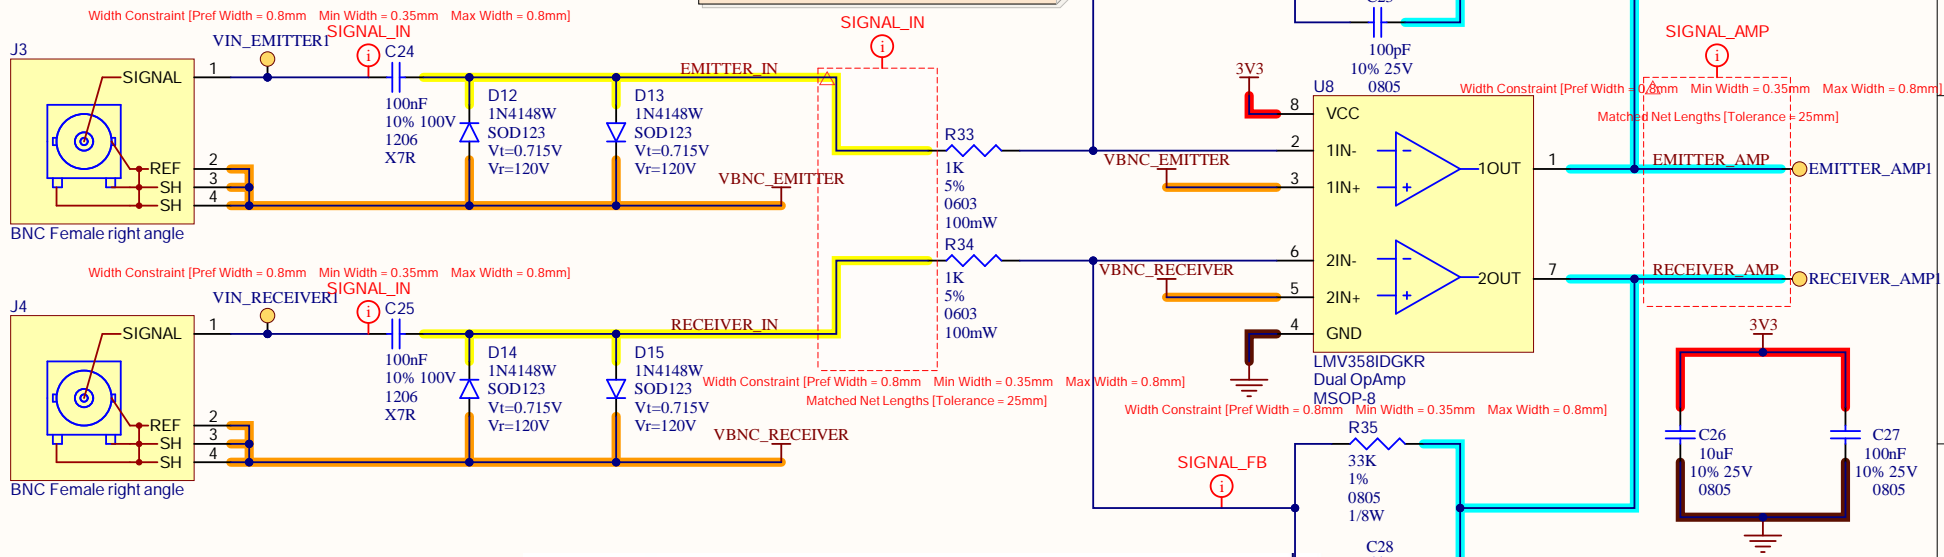 Width Constraint [Pref Width = 0.8mm Min Width = 0.35mm Max Width = 0.8mm]
SIGNAL_IN
J3
VIN_EMITTER1
SIGNAL 1
REF 2
SH 3
SH 4
BNC Female right angle
C24
100nF
10% 100V
1206
X7R
D12
1N4148W
SOD123
Vt=0.715V
Vr=120V
D13
1N4148W
SOD123
Vt=0.715V
Vr=120V
EMITTER_IN
VBNC_EMITTER
SIGNAL_IN
i
i
R33
1K
5%
0603
100mW
R34
1K
5%
0603
100mW
Width Constraint [Pref Width = 0.8mm Min Width = 0.35mm Max Width = 0.8mm]
SIGNAL_IN
i
J4
VIN_RECEIVER1
SIGNAL 1
REF 2
SH 3
SH 4
BNC Female right angle
C25
100nF
10% 100V
1206
X7R
D14
1N4148W
SOD123
Vt=0.715V
Vr=120V
D15
1N4148W
SOD123
Vt=0.715V
Vr=120V
RECEIVER_IN
VBNC_RECEIVER
Width Constraint [Pref Width = 0.8mm Min Width = 0.35mm Max Width = 0.8mm]
Matched Net Lengths [Tolerance = 25mm]
100pF
10% 25V
0805
3V3
U8
8 VCC
2 1IN-
3 1IN+
6 2IN-
5 2IN+
4 GND
1OUT 1
2OUT 7
VBNC_EMITTER
VBNC_RECEIVER
LMV358IDGKR
Dual OpAmp
MSOP-8
SIGNAL_AMP
i
Width Constraint [Pref Width = 0.8mm Min Width = 0.35mm Max Width = 0.8mm]
Matched Net Lengths [Tolerance = 25mm]
EMITTER_AMP
EMITTER_AMP1
RECEIVER_AMP
RECEIVER_AMP1
Width Constraint [Pref Width = 0.8mm Min Width = 0.35mm Max Width = 0.8mm]
SIGNAL_FB
i
R35
33K
1%
0805
1/8W
C28
3V3
C26
10uF
10% 25V
0805
C27
100nF
10% 25V
0805